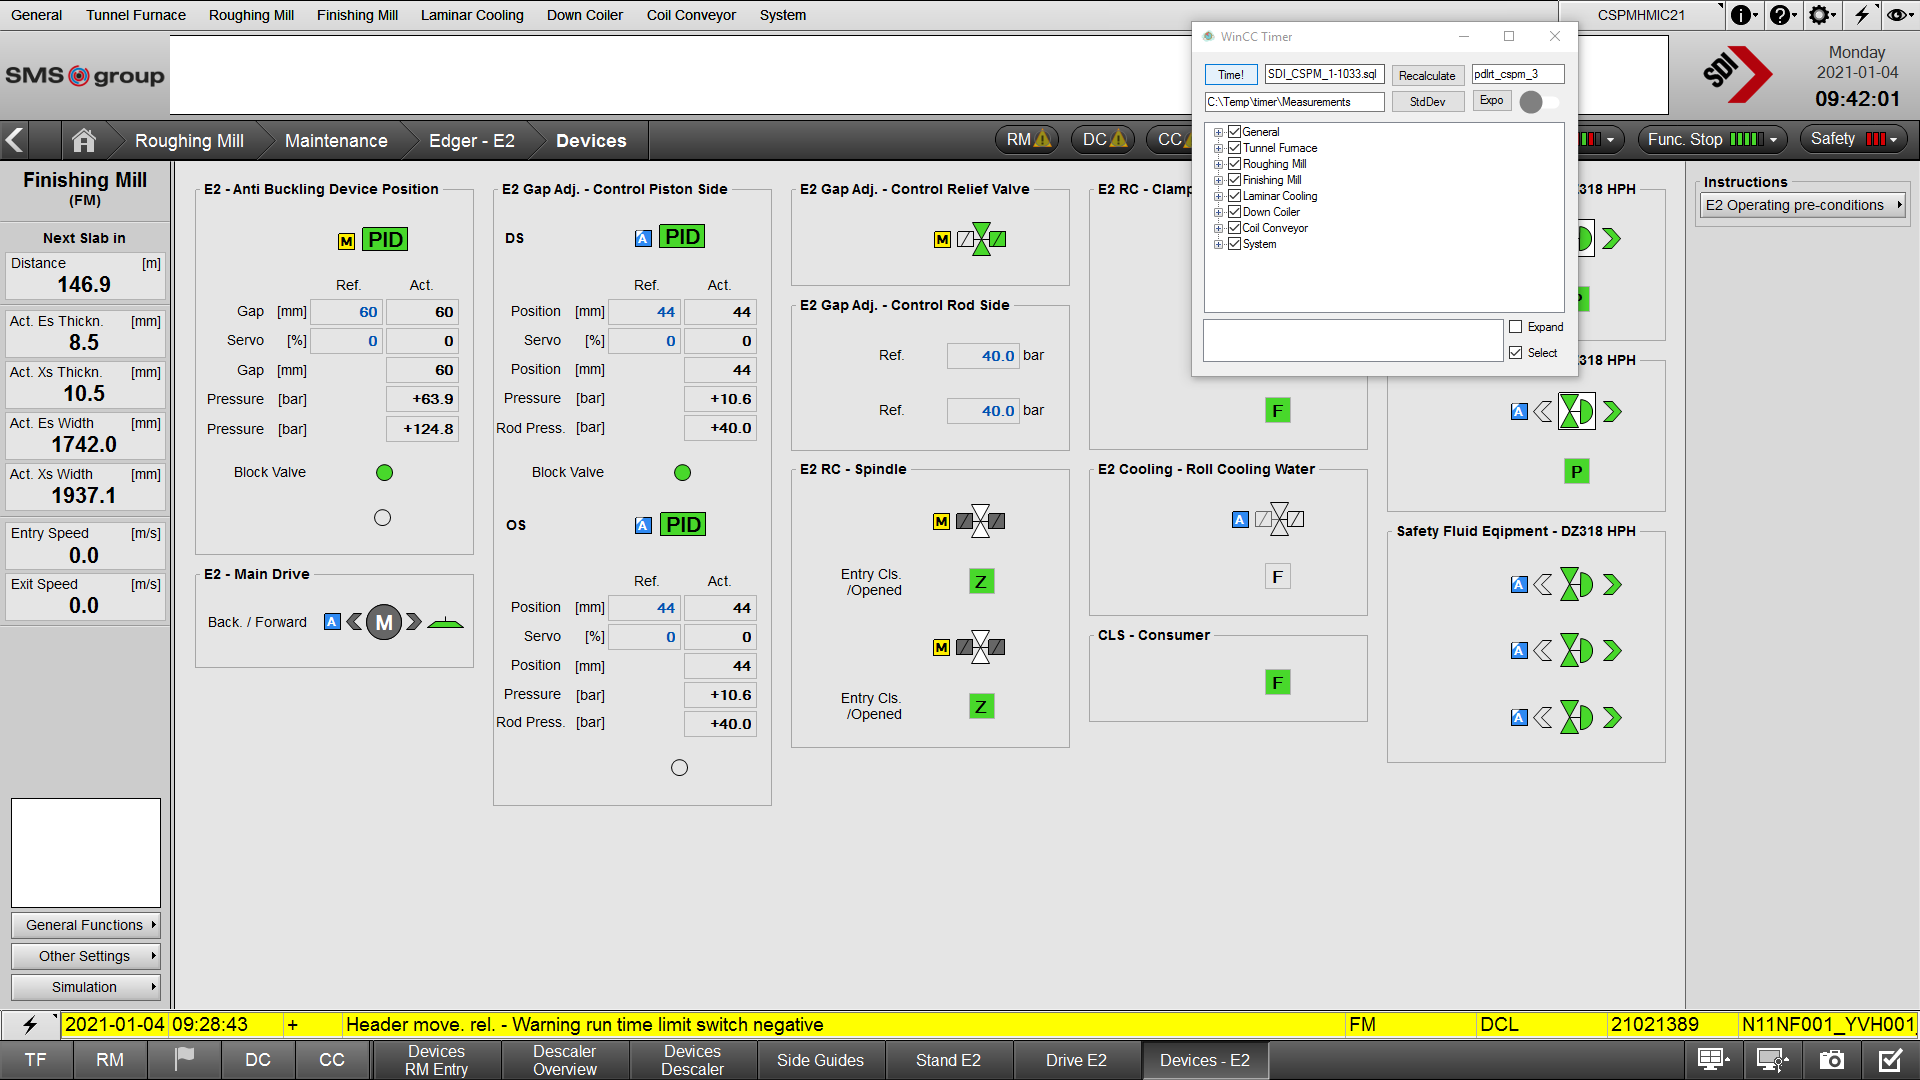 General Tunnel Furnace Roughing Mill Finishing Mill Laminar Cooling Down Coiler Coil Conveyor System CSPMHMIC21
SMS group
SDI
Monday
2021-01-04
09:42:01
WinCC Timer
Time! SDI_CSPM_1-1033.sql Recalculate pdlrt_cspm_3
C:\Temp\timer\Measurements StdDev Expo
General
Tunnel Furnace
Roughing Mill
Finishing Mill
Laminar Cooling
Down Coiler
Coil Conveyor
System
Expand
Select
Roughing Mill Maintenance Edger - E2 Devices RM DC CC Func. Stop Safety
Finishing Mill
(FM)
Next Slab in
Distance [m]
146.9
Act. Es Thickn. [mm]
8.5
Act. Xs Thickn. [mm]
10.5
Act. Es Width [mm]
1742.0
Act. Xs Width [mm]
1937.1
Entry Speed [m/s]
0.0
Exit Speed [m/s]
0.0
General Functions
Other Settings
Simulation
E2 - Anti Buckling Device Position
M PID
Ref. Act.
Gap [mm] 60 60
Servo [%] 0 0
Gap [mm] 60
Pressure [bar] +63.9
Pressure [bar] +124.8
Block Valve
E2 - Main Drive
Back. / Forward A M
E2 Gap Adj. - Control Piston Side
DS A PID
Ref. Act.
Position [mm] 44 44
Servo [%] 0 0
Position [mm] 44
Pressure [bar] +10.6
Rod Press. [bar] +40.0
Block Valve
OS A PID
Ref. Act.
Position [mm] 44 44
Servo [%] 0 0
Position [mm] 44
Pressure [bar] +10.6
Rod Press. [bar] +40.0
E2 Gap Adj. - Control Relief Valve
M
E2 Gap Adj. - Control Rod Side
Ref. 40.0 bar
Ref. 40.0 bar
E2 RC - Spindle
M
Entry Cls.
/Opened Z
M
Entry Cls.
/Opened Z
E2 RC - Clamp
F
E2 Cooling - Roll Cooling Water
A
F
CLS - Consumer
F
Z318 HPH
Z318 HPH
A
P
Safety Fluid Eqipment - DZ318 HPH
A
A
A
Instructions
E2 Operating pre-conditions
2021-01-04 09:28:43 + Header move. rel. - Warning run time limit switch negative FM DCL 21021389 N11NF001_YVH001
TF RM DC CC
Devices
RM Entry
Descaler
Overview
Devices
Descaler
Side Guides Stand E2 Drive E2 Devices - E2